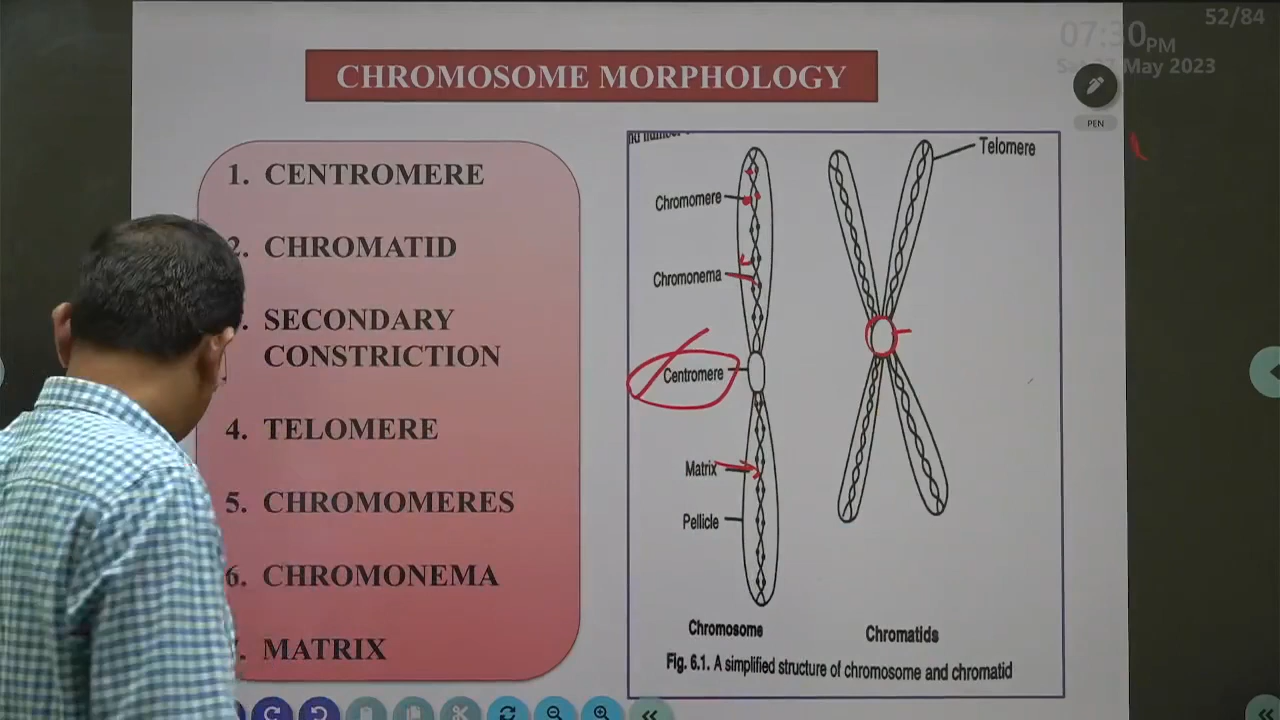 52/84
07:30PM
May 2023
PEN
CHROMOSOME MORPHOLOGY
1. CENTROMERE
2. CHROMATID
SECONDARY
CONSTRICTION
4. TELOMERE
5. CHROMOMERES
6. CHROMONEMA
MATRIX
Telomere
Chromomere
Chromonema
Centromere
Matrix
Pellicle
Chromosome
Chromatids
Fig. 6.1. A simplified structure of chromosome and chromatid